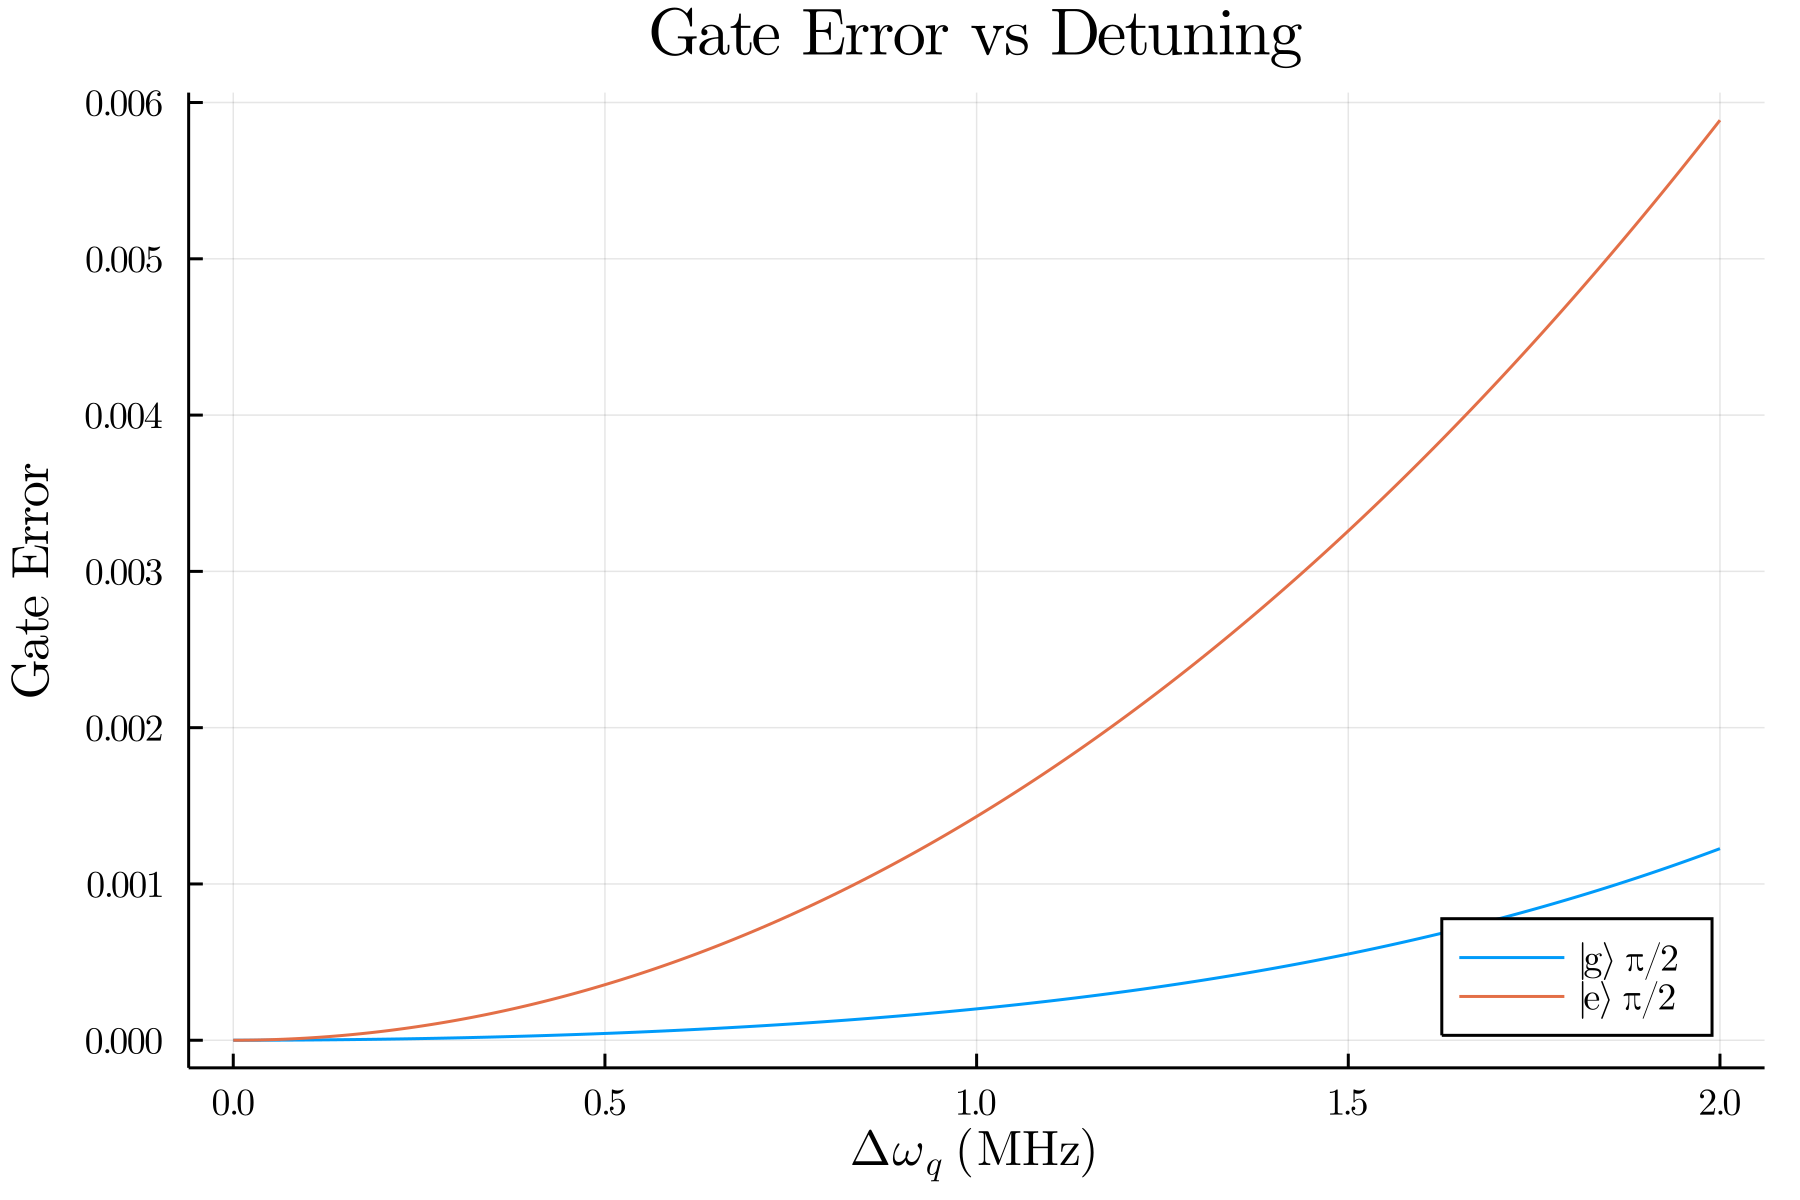 Gate Error vs Detuning
0.006
0.005
0.004
0.003
0.002
0.001
0.000
Gate Error
|g⟩ π/2
|e⟩ π/2
0.0 0.5 1.0 1.5 2.0
Δω_q (MHz)